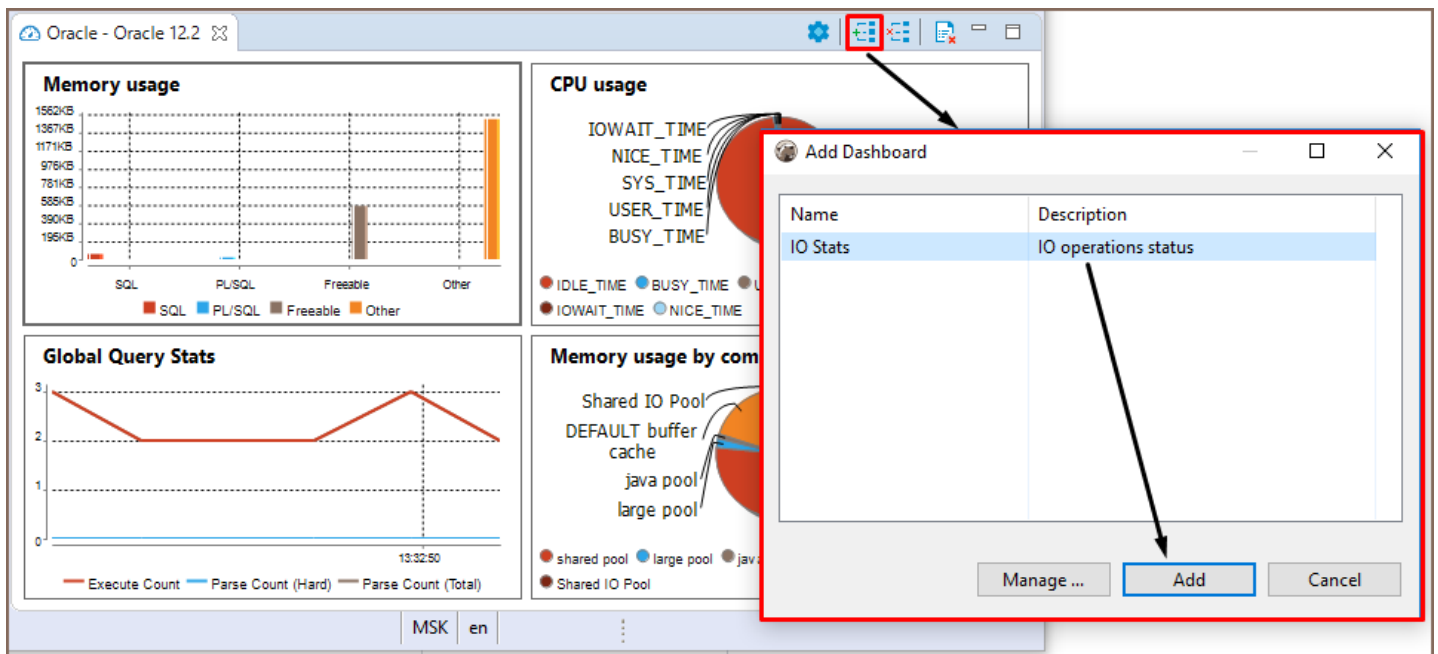 Oracle - Oracle 12.2
Memory usage
1562KB
1367KB
1171KB
976KB
781KB
585KB
390KB
195KB
0
SQL PL/SQL Freeable Other
SQL PL/SQL Freeable Other
CPU usage
IOWAIT_TIME
NICE_TIME
SYS_TIME
USER_TIME
BUSY_TIME
IDLE_TIME BUSY_TIME U
IOWAIT_TIME NICE_TIME
Global Query Stats
3
2
1
0
13:32:50
Execute Count Parse Count (Hard) Parse Count (Total)
Memory usage by com
Shared IO Pool
DEFAULT buffer
cache
java pool
large pool
shared pool large pool jav
Shared IO Pool
MSK en
Add Dashboard
Name Description
IO Stats IO operations status
Manage ... Add Cancel